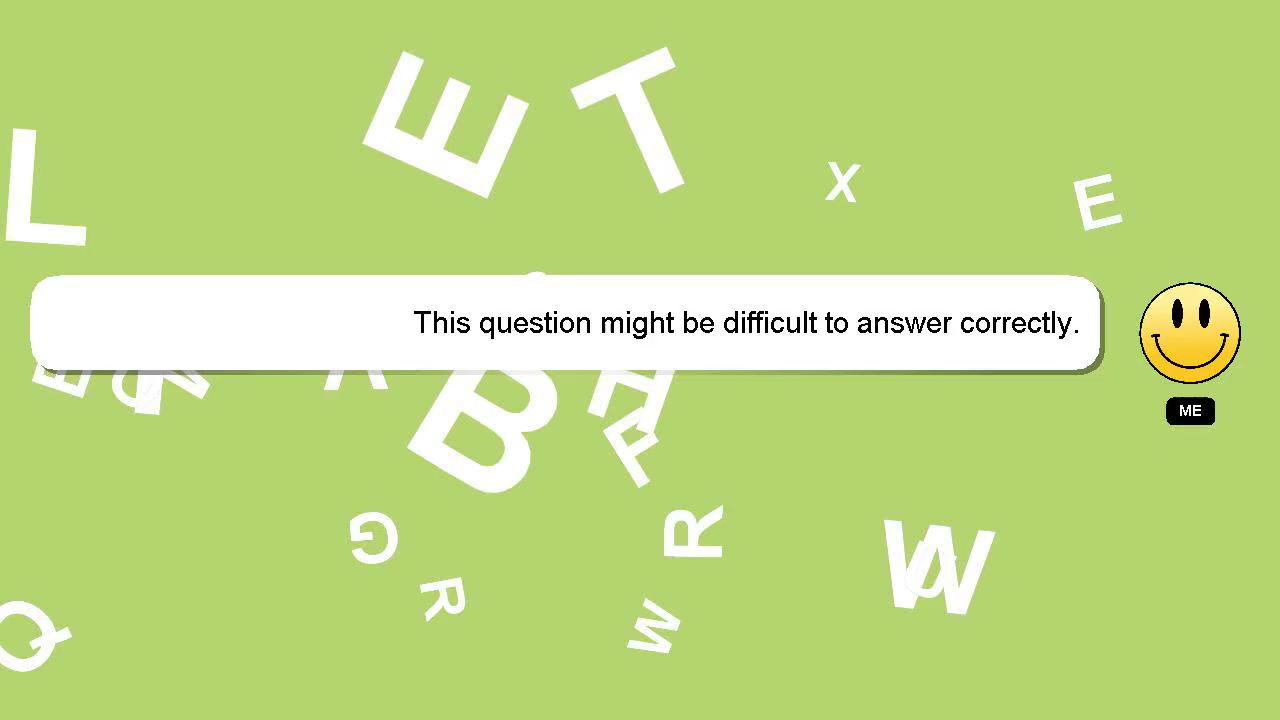 E T
L
X
E
This question might be difficult to answer correctly.
ME
B
G
R
R
W
W
Q